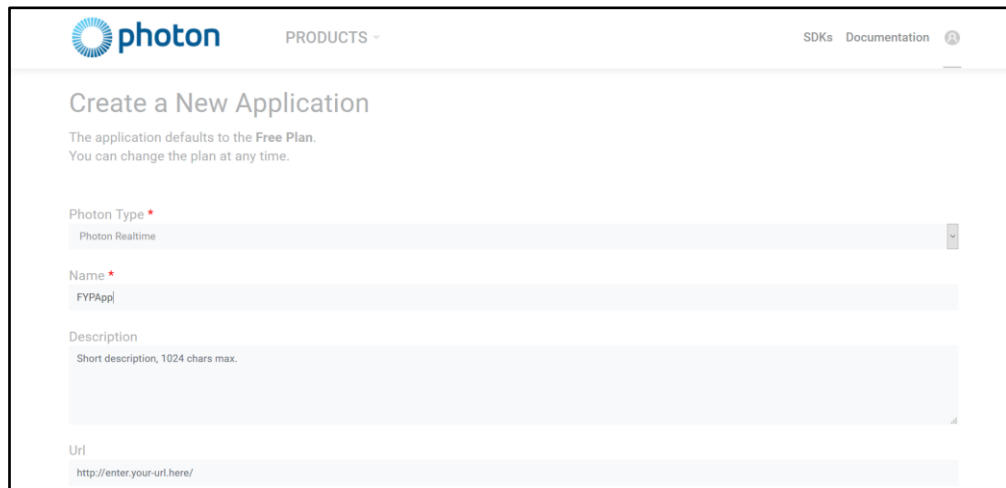 photon PRODUCTS SDKs Documentation
Create a New Application
The application defaults to the Free Plan.
You can change the plan at any time.
Photon Type *
Photon Realtime
Name *
FYPApp
Description
Short description, 1024 chars max.
Url
http://enter.your-url.here/